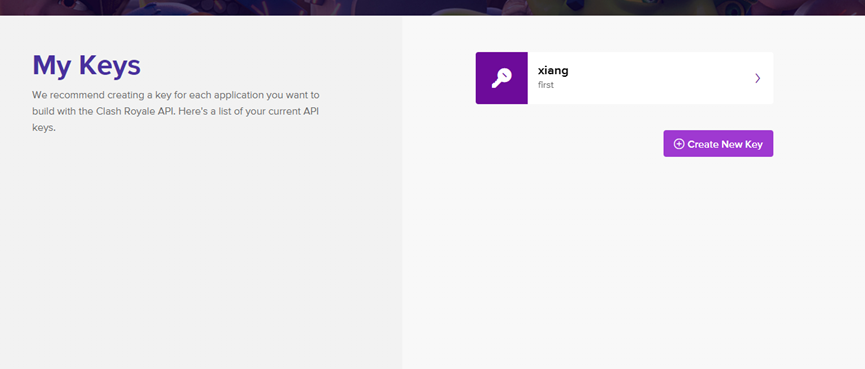 My Keys
We recommend creating a key for each application you want to
build with the Clash Royale API. Here's a list of your current API
keys.
xiang
first
Create New Key